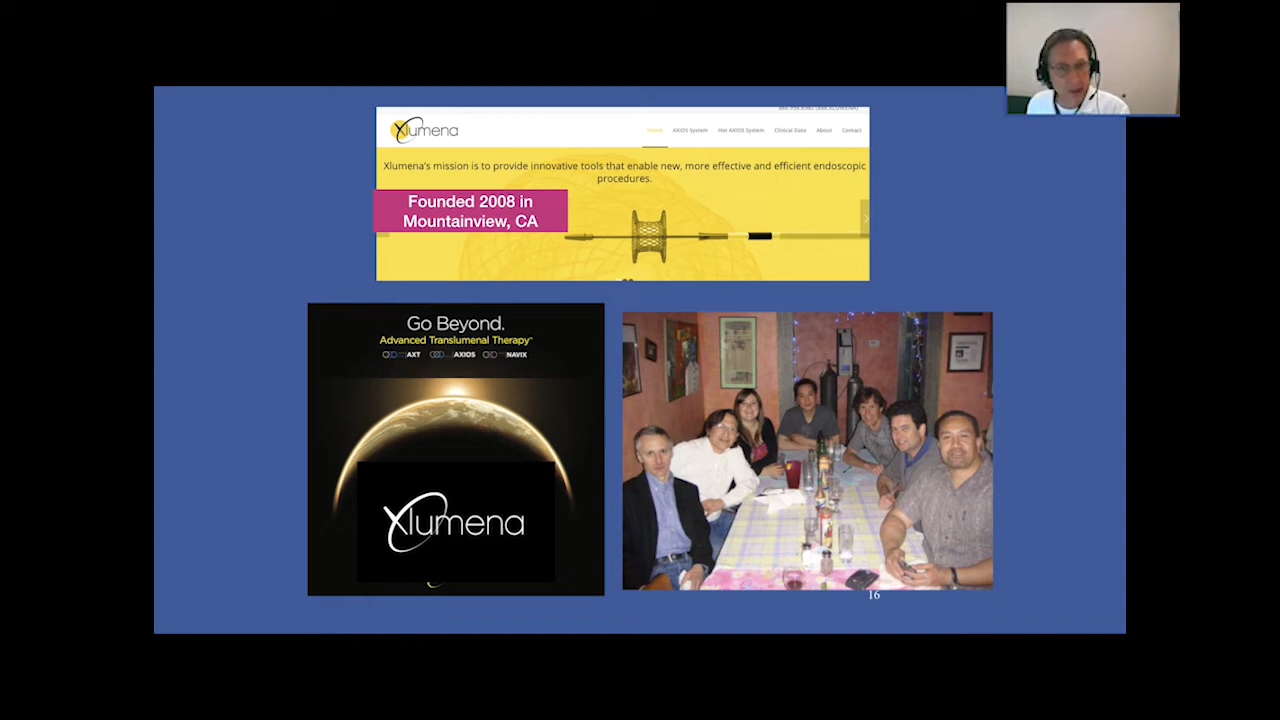 Xlumena
Home AXIOS System Hot AXIOS System Clinical Data About Contact
Xlumena's mission is to provide innovative tools that enable new, more effective and efficient endoscopic
procedures.
Founded 2008 in
Mountainview, CA
Go Beyond.
Advanced Translumenal Therapy™
AXT AXIOS NAVIX
Xlumena
16